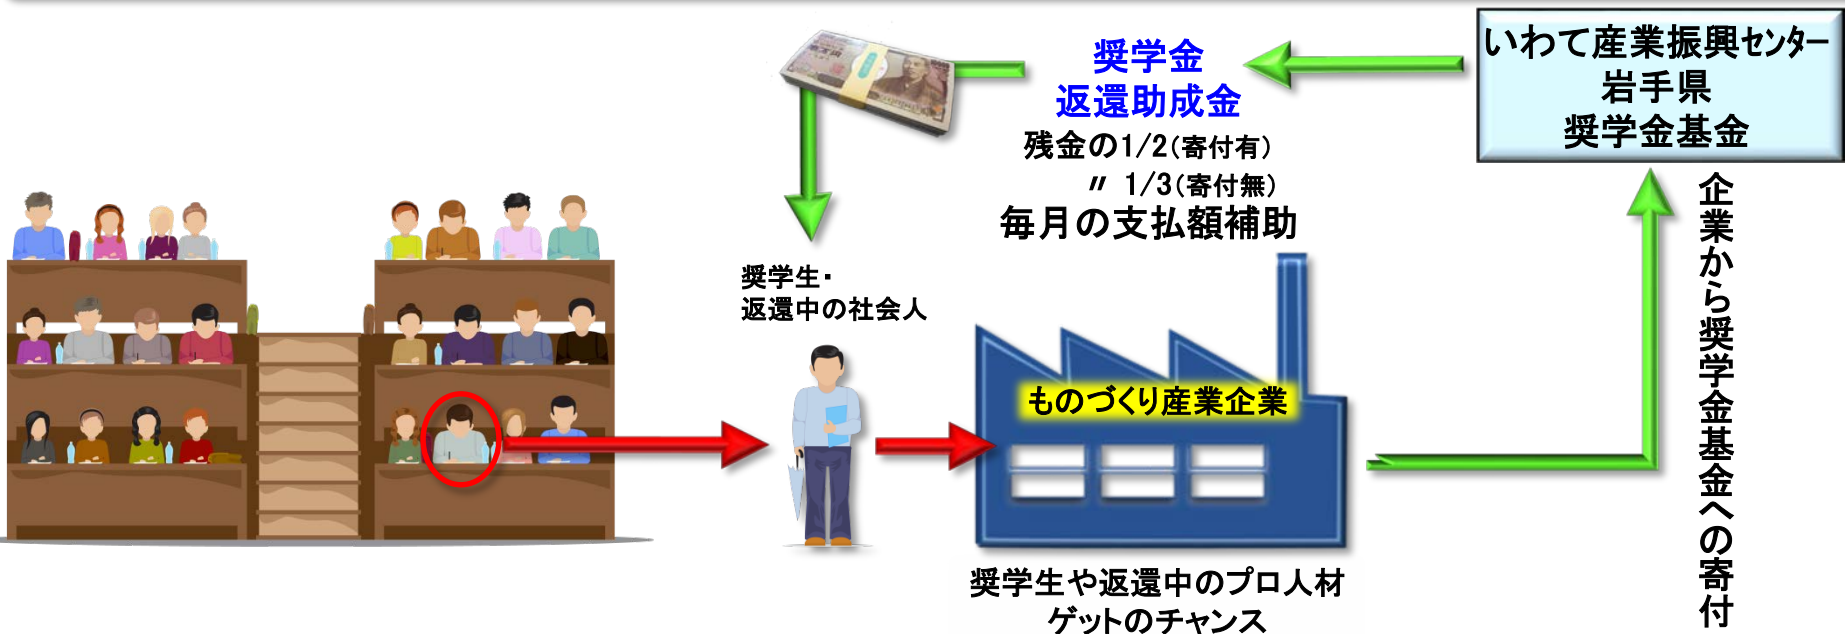 いわて産業振興センター
岩手県
奨学金基金
奨学金
返還助成金
残金の1/2(寄付有)
〃 1/3(寄付無)
毎月の支払額補助
奨学生・
返還中の社会人
ものづくり産業企業
奨学生や返還中のプロ人材
ゲットのチャンス
企業から奨学金基金への寄付